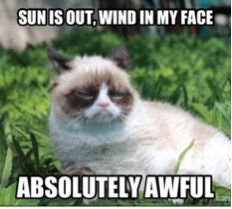 SUN IS OUT, WIND IN MY FACE
ABSOLUTELY AWFUL